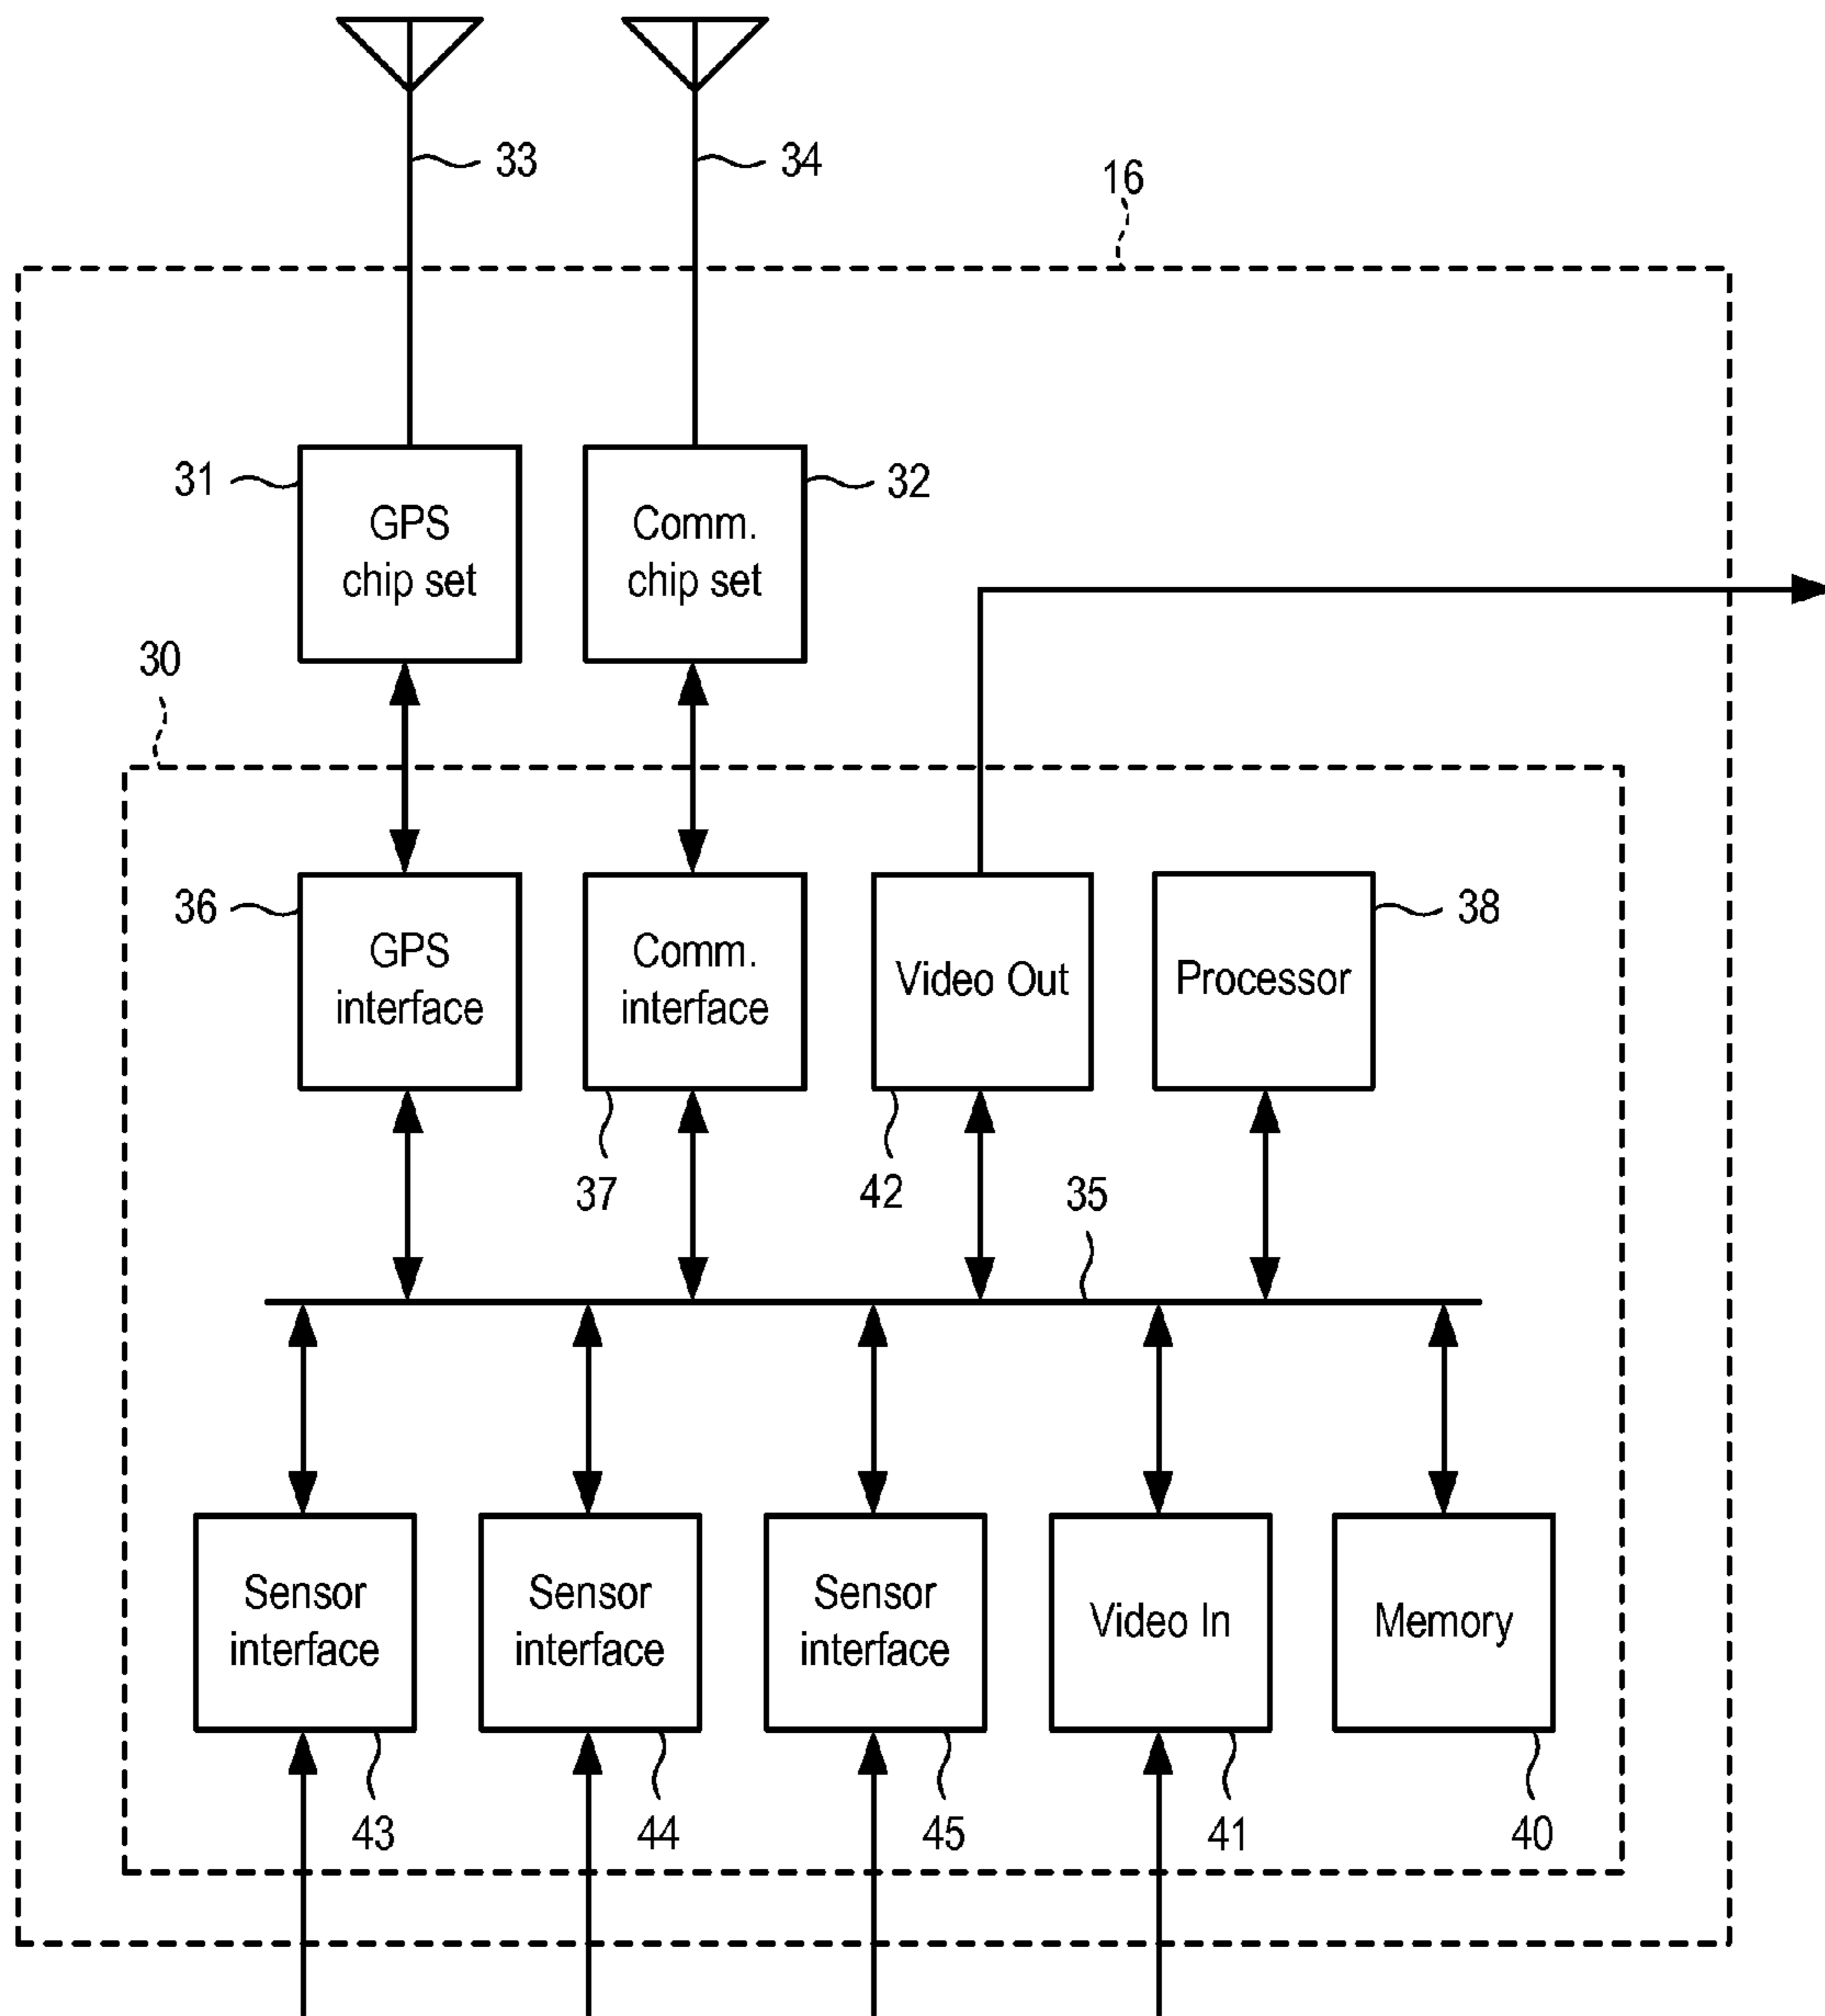 33
34
16
31
GPS
chip set
Comm.
chip set
32
30
36
GPS
interface
Comm.
interface
Video Out
Processor
38
37
42
35
Sensor
interface
Sensor
interface
Sensor
interface
Video In
Memory
43
44
45
41
40